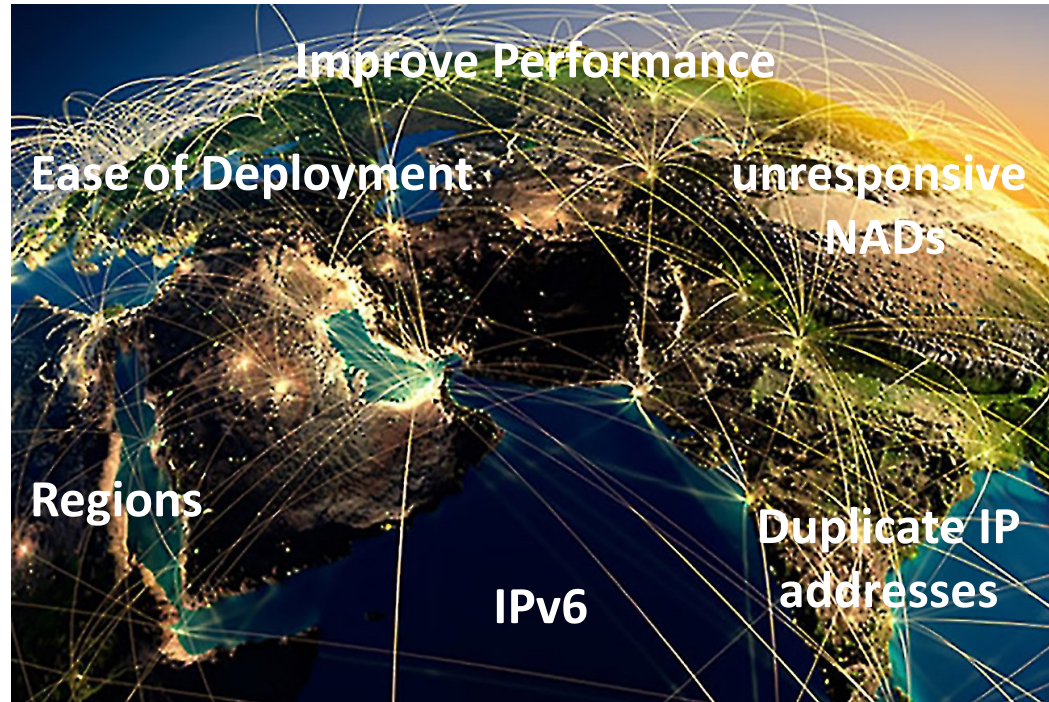 Improve Performance
Ease of Deployment
unresponsive
NADs
Regions
Duplicate IP
addresses
IPv6